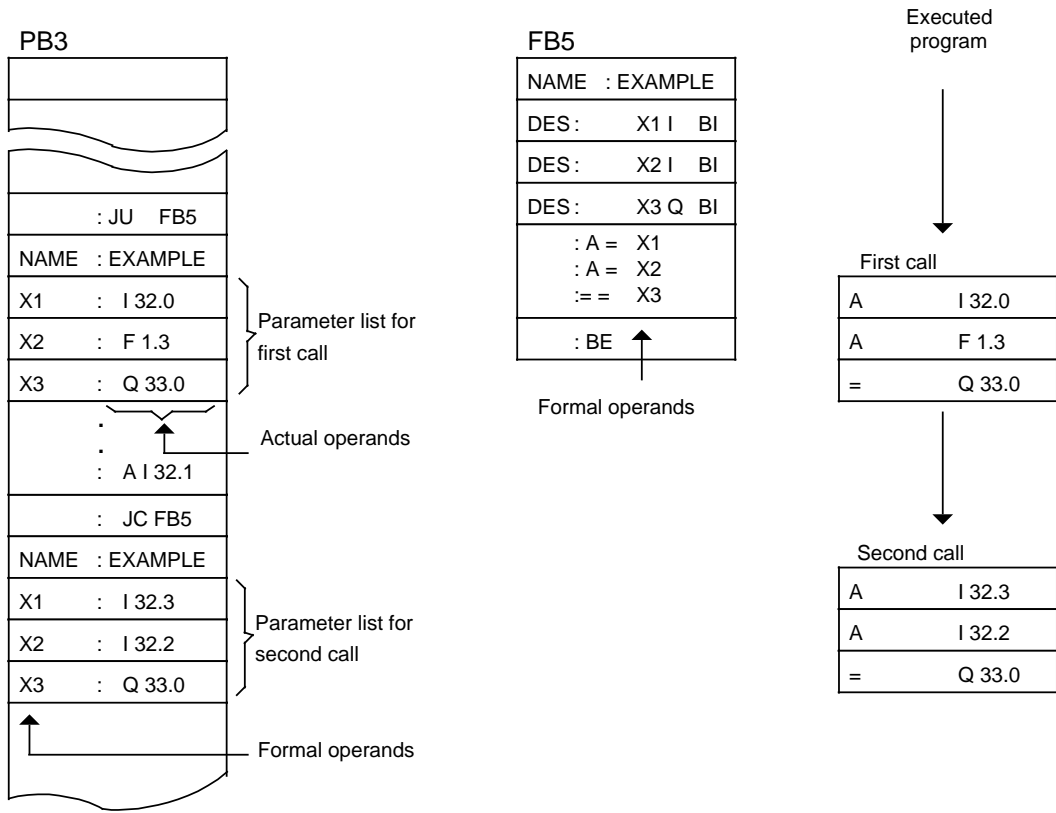 PB3
: JU FB5
NAME : EXAMPLE
X1 : I 32.0
X2 : F 1.3
X3 : Q 33.0
Parameter list for
first call
.
.
: A I 32.1
Actual operands
: JC FB5
NAME : EXAMPLE
X1 : I 32.3
X2 : I 32.2
X3 : Q 33.0
Parameter list for
second call
Formal operands
FB5
NAME : EXAMPLE
DES : X1 I BI
DES : X2 I BI
DES : X3 Q BI
: A = X1
: A = X2
:= = X3
: BE
Formal operands
Executed
program
First call
A I 32.0
A F 1.3
= Q 33.0
Second call
A I 32.3
A I 32.2
= Q 33.0